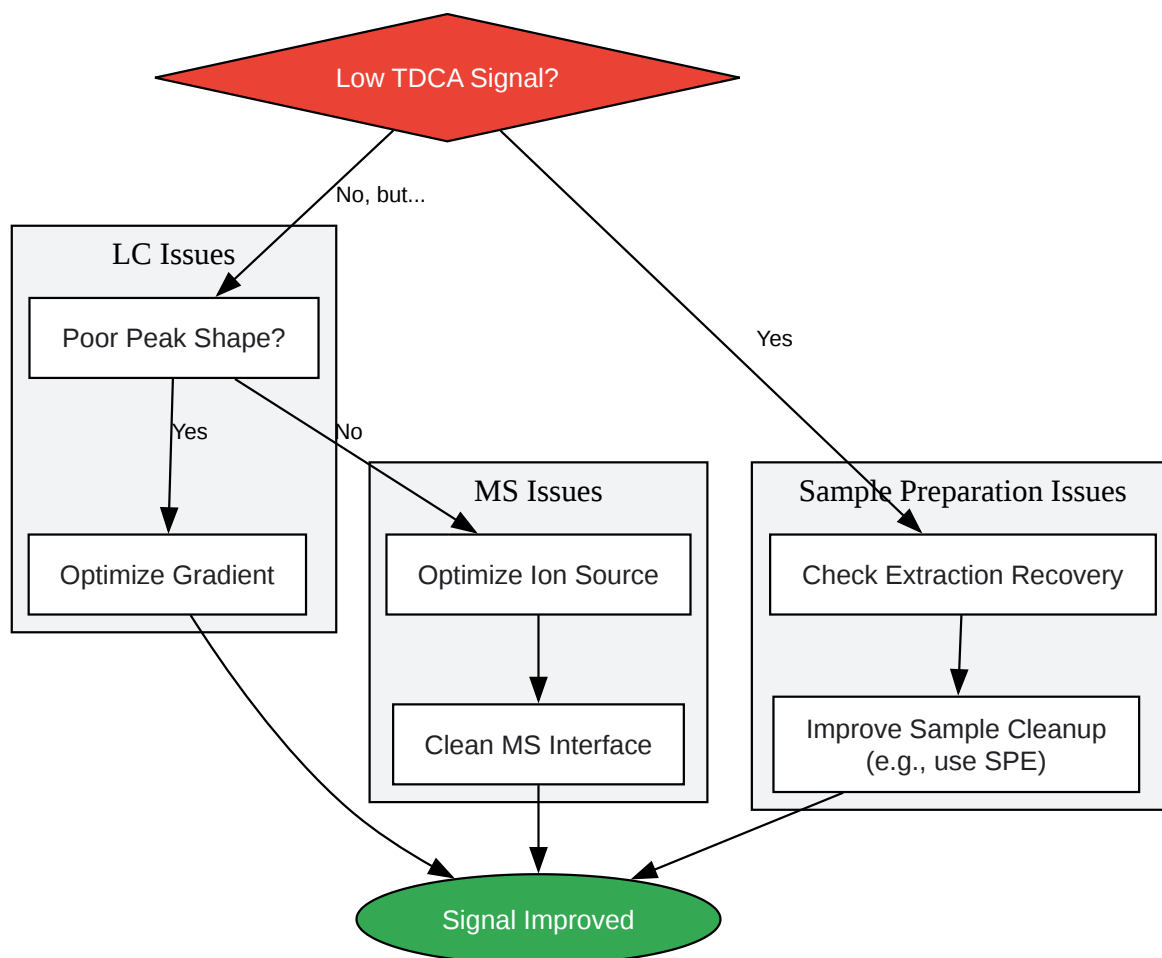 Low TDCA Signal?
No, but...
LC Issues
Poor Peak Shape?
Yes
Yes
No
MS Issues
Sample Preparation Issues
Optimize Gradient
Optimize Ion Source
Check Extraction Recovery
Clean MS Interface
Improve Sample Cleanup
(e.g., use SPE)
Signal Improved